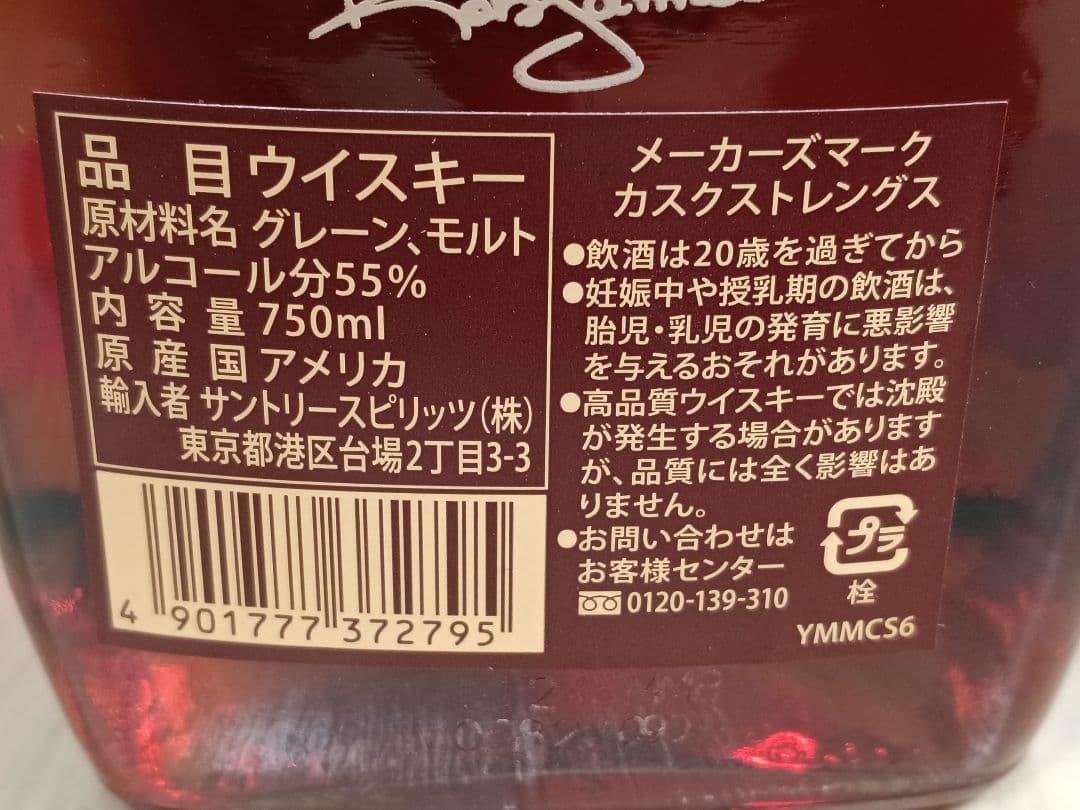 品 目 ウイスキー
原材料名 グレーン、モルト
アルコール分55%
内 容 量 750ml
原 産 国 アメリカ
輸入者 サントリースピリッツ(株)
東京都港区台場2丁目3-3
4 901777 372795
メーカーズマーク
カスクストレングス
●飲酒は20歳を過ぎてから
●妊娠中や授乳期の飲酒は、
胎児・乳児の発育に悪影響
を与えるおそれがあります。
●高品質ウイスキーでは沈殿
が発生する場合があります
が、品質には全く影響はあ
りません。
●お問い合わせは
お客様センター
0120-139-310
プラ
栓
YMMCS6